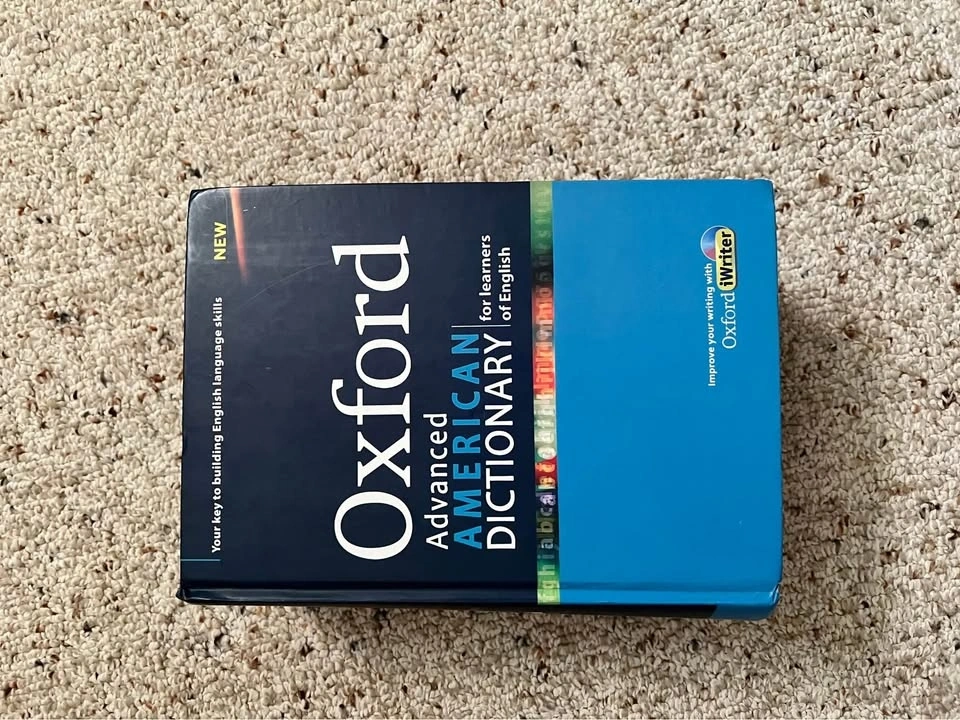 Your key to building English language skills
NEW
Oxford
Advanced
AMERICAN
DICTIONARY
for learners
of English
Improve your writing with
Oxford iWriter